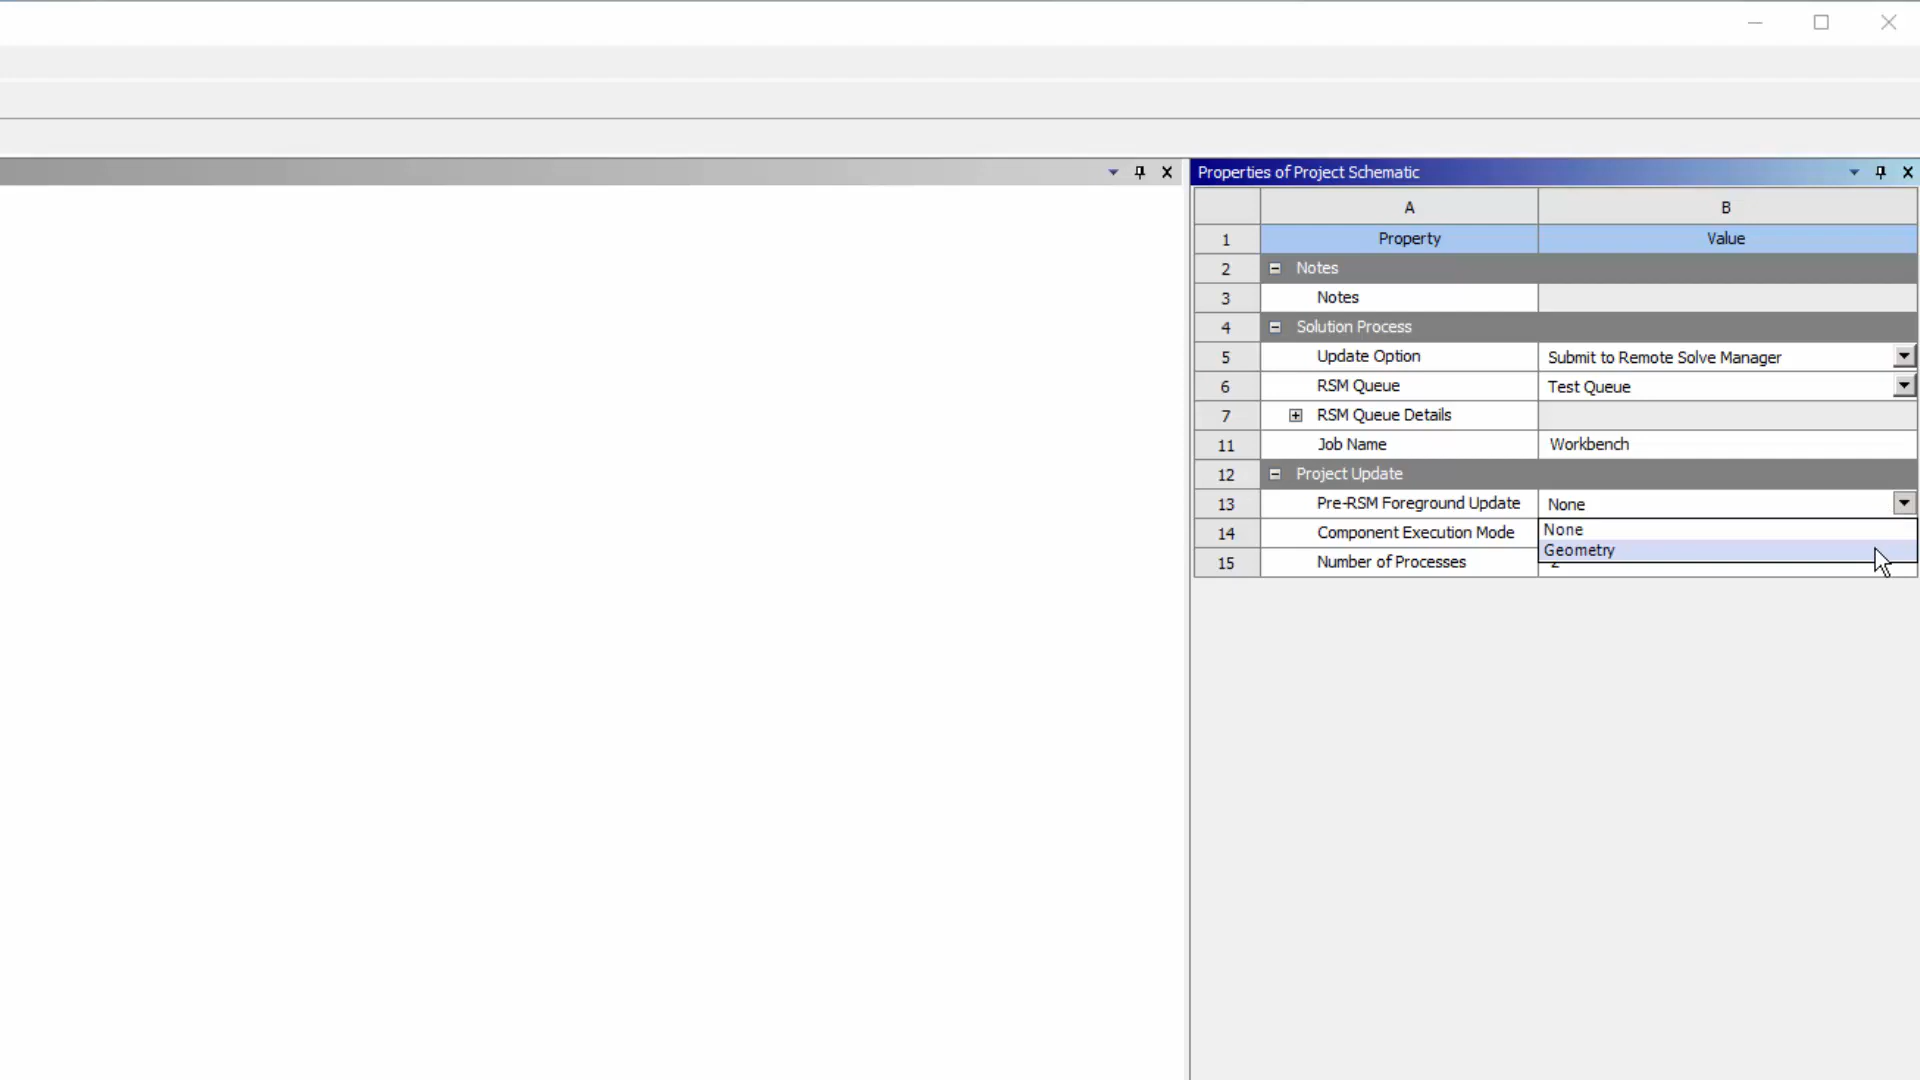 Properties of Project Schematic
A B
1 Property Value
2 Notes
3 Notes
4 Solution Process
5 Update Option Submit to Remote Solve Manager
6 RSM Queue Test Queue
7 RSM Queue Details
11 Job Name Workbench
12 Project Update
13 Pre-RSM Foreground Update None
14 Component Execution Mode None
Geometry
15 Number of Processes